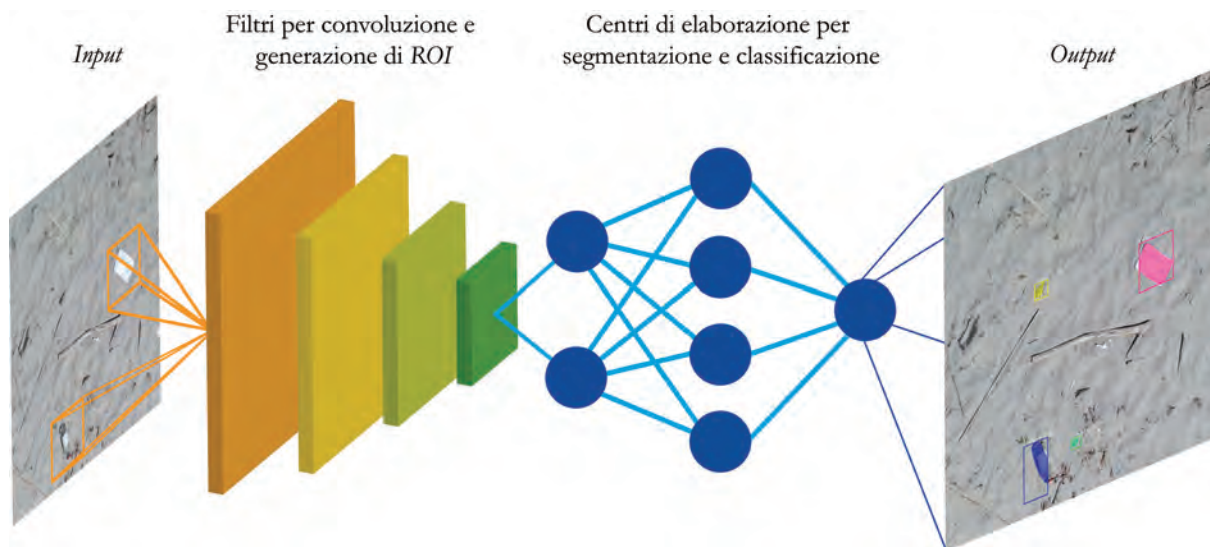 Input
Filtri per convoluzione e
generazione di ROI
Centri di elaborazione per
segmentazione e classificazione
Output